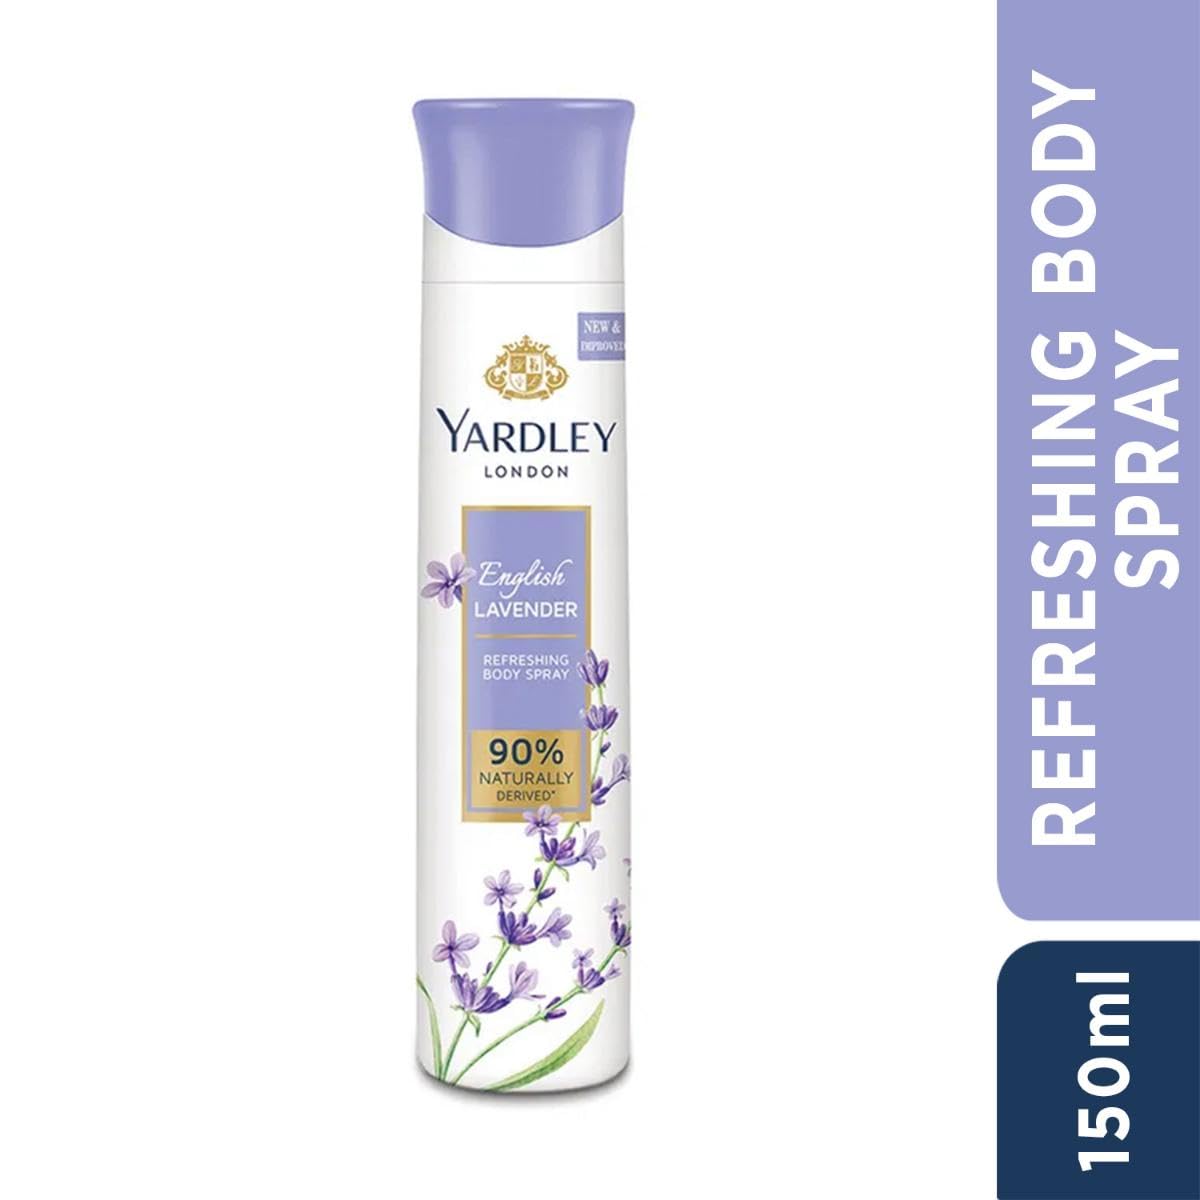 NEW &
IMPROVED
YARDLEY
LONDON
English
LAVENDER
REFRESHING
BODY SPRAY
90%
NATURALLY
DERIVED*
REFRESHING BODY
SPRAY
150ml